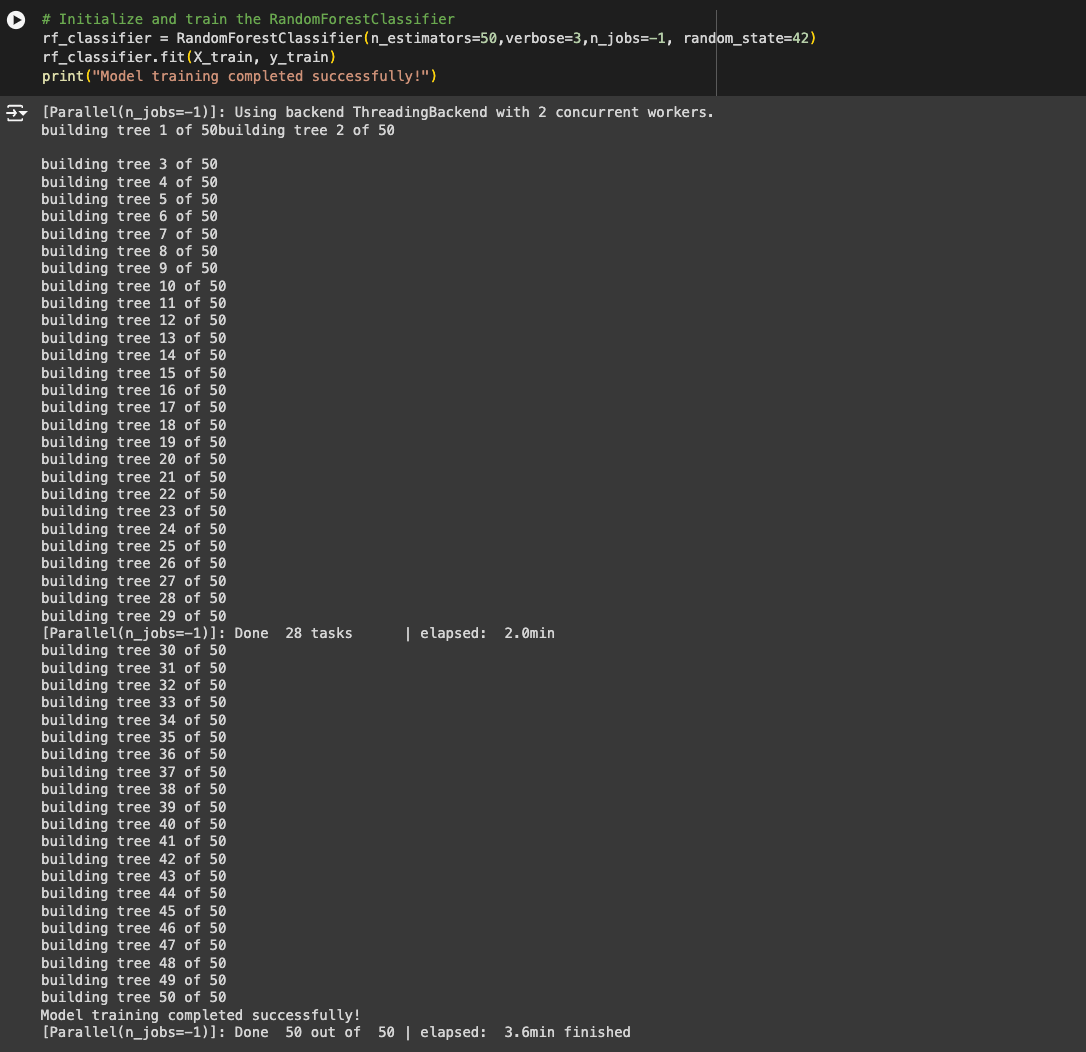 # Initialize and train the RandomForestClassifier
rf_classifier = RandomForestClassifier(n_estimators=50,verbose=3,n_jobs=-1, random_state=42)
rf_classifier.fit(X_train, y_train)
print("Model training completed successfully!")
[Parallel(n_jobs=-1)]: Using backend ThreadingBackend with 2 concurrent workers.
building tree 1 of 50building tree 2 of 50
building tree 3 of 50
building tree 4 of 50
building tree 5 of 50
building tree 6 of 50
building tree 7 of 50
building tree 8 of 50
building tree 9 of 50
building tree 10 of 50
building tree 11 of 50
building tree 12 of 50
building tree 13 of 50
building tree 14 of 50
building tree 15 of 50
building tree 16 of 50
building tree 17 of 50
building tree 18 of 50
building tree 19 of 50
building tree 20 of 50
building tree 21 of 50
building tree 22 of 50
building tree 23 of 50
building tree 24 of 50
building tree 25 of 50
building tree 26 of 50
building tree 27 of 50
building tree 28 of 50
building tree 29 of 50
[Parallel(n_jobs=-1)]: Done  28 tasks      | elapsed:  2.0min
building tree 30 of 50
building tree 31 of 50
building tree 32 of 50
building tree 33 of 50
building tree 34 of 50
building tree 35 of 50
building tree 36 of 50
building tree 37 of 50
building tree 38 of 50
building tree 39 of 50
building tree 40 of 50
building tree 41 of 50
building tree 42 of 50
building tree 43 of 50
building tree 44 of 50
building tree 45 of 50
building tree 46 of 50
building tree 47 of 50
building tree 48 of 50
building tree 49 of 50
building tree 50 of 50
Model training completed successfully!
[Parallel(n_jobs=-1)]: Done  50 out of  50 | elapsed:  3.6min finished